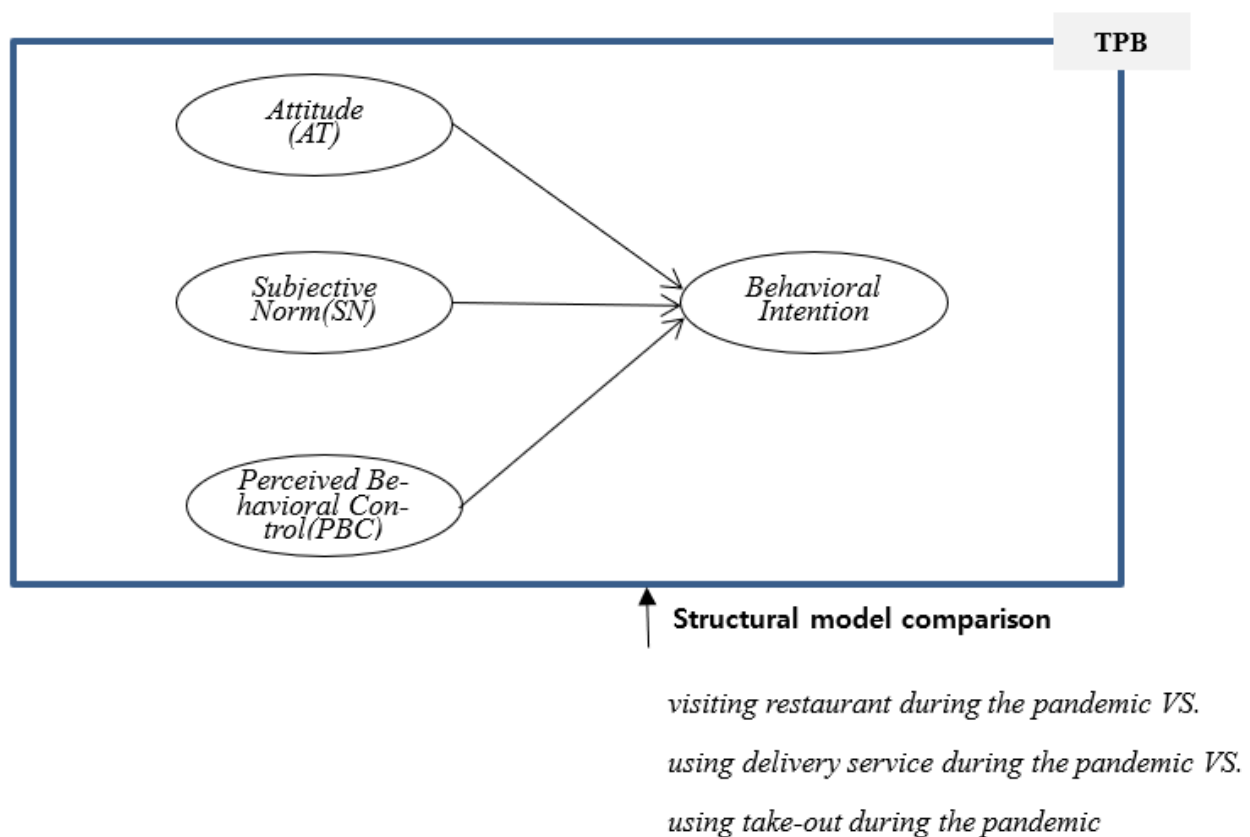 TPB
Attitude
(AT)
Subjective
Norm(SN)
Behavioral
Intention
Perceived Be-
havioral Con-
trol(PBC)
Structural model comparison
visiting restaurant during the pandemic VS.
using delivery service during the pandemic VS.
using take-out during the pandemic